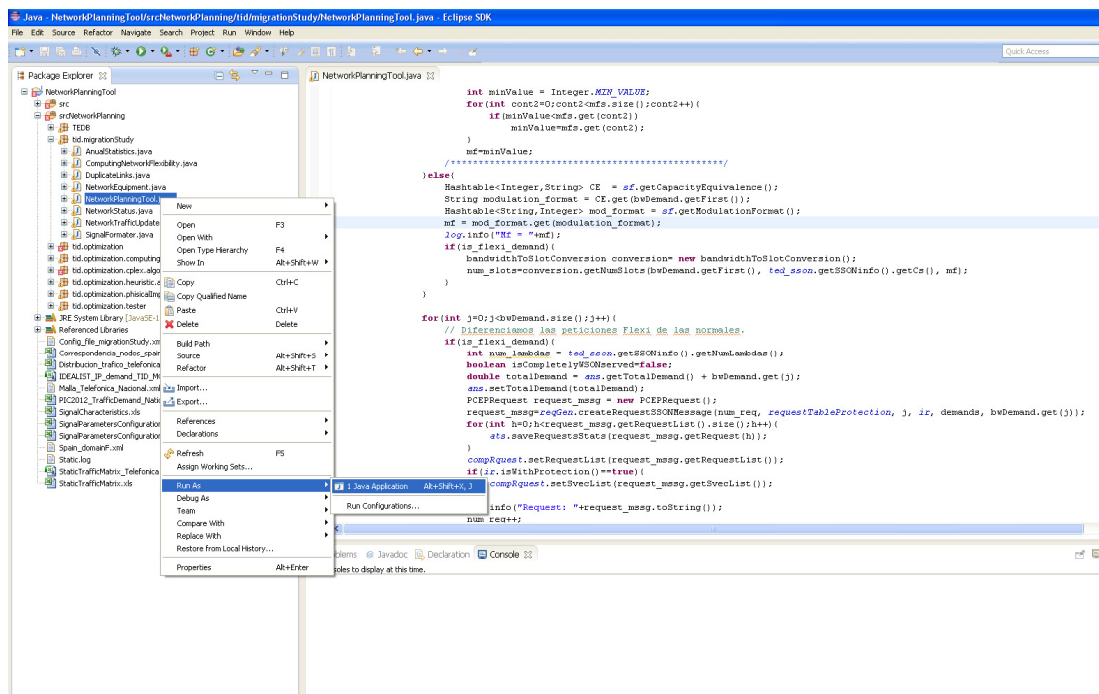 Java - NetworkPlanningTool/srcNetworkPlanning/tid/migrationStudy/NetworkPlanningTool.java - Eclipse SDK
File Edit Source Refactor Navigate Search Project Run Window Help
Quick Access
Package Explorer
NetworkPlanningTool
src
srcNetworkPlanning
TEDB
tid.migrationStudy
AnualStatistics.java
ComputingNetworkFlexibility.java
DuplicateLinks.java
NetworkEquipment.java
NetworkPlanningTool.
NetworkStatus.java
NetworkTrafficUpdate
SignalFormater.java
tid.optimization
tid.optimization.computing
tid.optimization.cplex.algo
tid.optimization.heuristic.a
tid.optimization.phisicalImp
tid.optimization.tester
JRE System Library [JavaSE-1
Referenced Libraries
Config_file_migrationStudy.xm
Correspondencia_nodos_spain
Distribucion_trafico_telefonica
IDEALIST_IP_demand_TID_MO
Malla_Telefonica_Nacional.xml
PIC2012_TrafficDemand_Natio
SignalCharacteristics.xls
SignalParametersConfiguration
SignalParametersConfiguration
Spain_domainF.xml
Static.log
StaticTrafficMatrix_Telefonica
StaticTrafficMatrix.xls
New
Open F3
Open With
Open Type Hierarchy F4
Show In Alt+Shift+W
Copy Ctrl+C
Copy Qualified Name
Paste Ctrl+V
Delete Delete
Build Path
Source Alt+Shift+S
Refactor Alt+Shift+T
Import...
Export...
References
Declarations
Refresh F5
Assign Working Sets...
Run As
Debug As
Team
Compare With
Replace With
Restore from Local History...
Properties Alt+Enter
1 Java Application Alt+Shift+X, J
Run Configurations...
NetworkPlanningTool.java
int minValue = Integer.MIN_VALUE;
for(int cont2=0;cont2<mfs.size();cont2++){
if(minValue<mfs.get(cont2))
minValue=mfs.get(cont2);
}
mf=minValue;
/*************************************************/
}else{
Hashtable<Integer,String> CE = sf.getCapacityEquivalence();
String modulation_format = CE.get(bwDemand.getFirst());
Hashtable<String,Integer> mod_format = sf.getModulationFormat();
mf = mod_format.get(modulation_format);
log.info("Mf = "+mf);
if(is_flexi_demand){
bandwidthToSlotConversion conversion= new bandwidthToSlotConversion();
num_slots=conversion.getNumSlots(bwDemand.getFirst(), ted_sson.getSSONinfo().getCs(), mf);
}
}
for(int j=0;j<bwDemand.size();j++){
// Diferenciamos las peticiones Flexi de las normales.
if(is_flexi_demand){
int num_lambdas = ted_sson.getSSONinfo().getNumLambdas();
boolean isCompletelyWSONserved=false;
double totalDemand = ans.getTotalDemand() + bwDemand.get(j);
ans.setTotalDemand(totalDemand);
PCEPRequest request_mssg = new PCEPRequest();
request_mssg=reqGen.createRequestSSONMessage(num_req, requestTableProtection, j, ir, demands, bwDemand.get(j));
for(int h=0;h<request_mssg.getRequestList().size();h++){
ats.saveRequestsStats(request_mssg.getRequest(h));
}
compRquest.setRequestList(request_mssg.getRequestList());
if(ir.isWithProtection()==true){
compRquest.setSvecList(request_mssg.getSvecList());
info("Request: "+request_mssg.toString());
num_req++;
blems Javadoc Declaration Console
soles to display at this time.